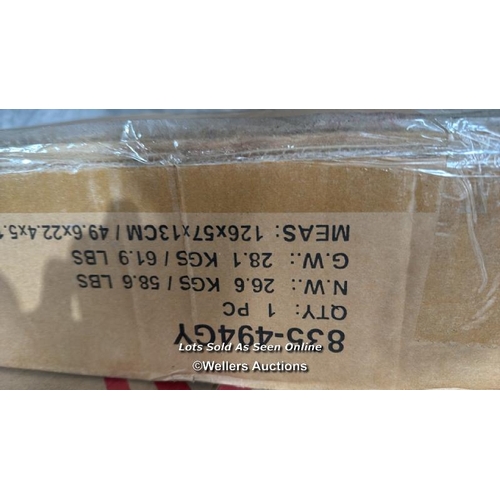 835-494GY
QTY: 1 PC
N.W.: 26.6 KGS / 58.6 LBS
G.W.: 28.1 KGS / 61.9 LBS
MEAS: 126x57x13CM / 49.6x22.4x5.1
Lots Sold As Seen Online
©Wellers Auctions